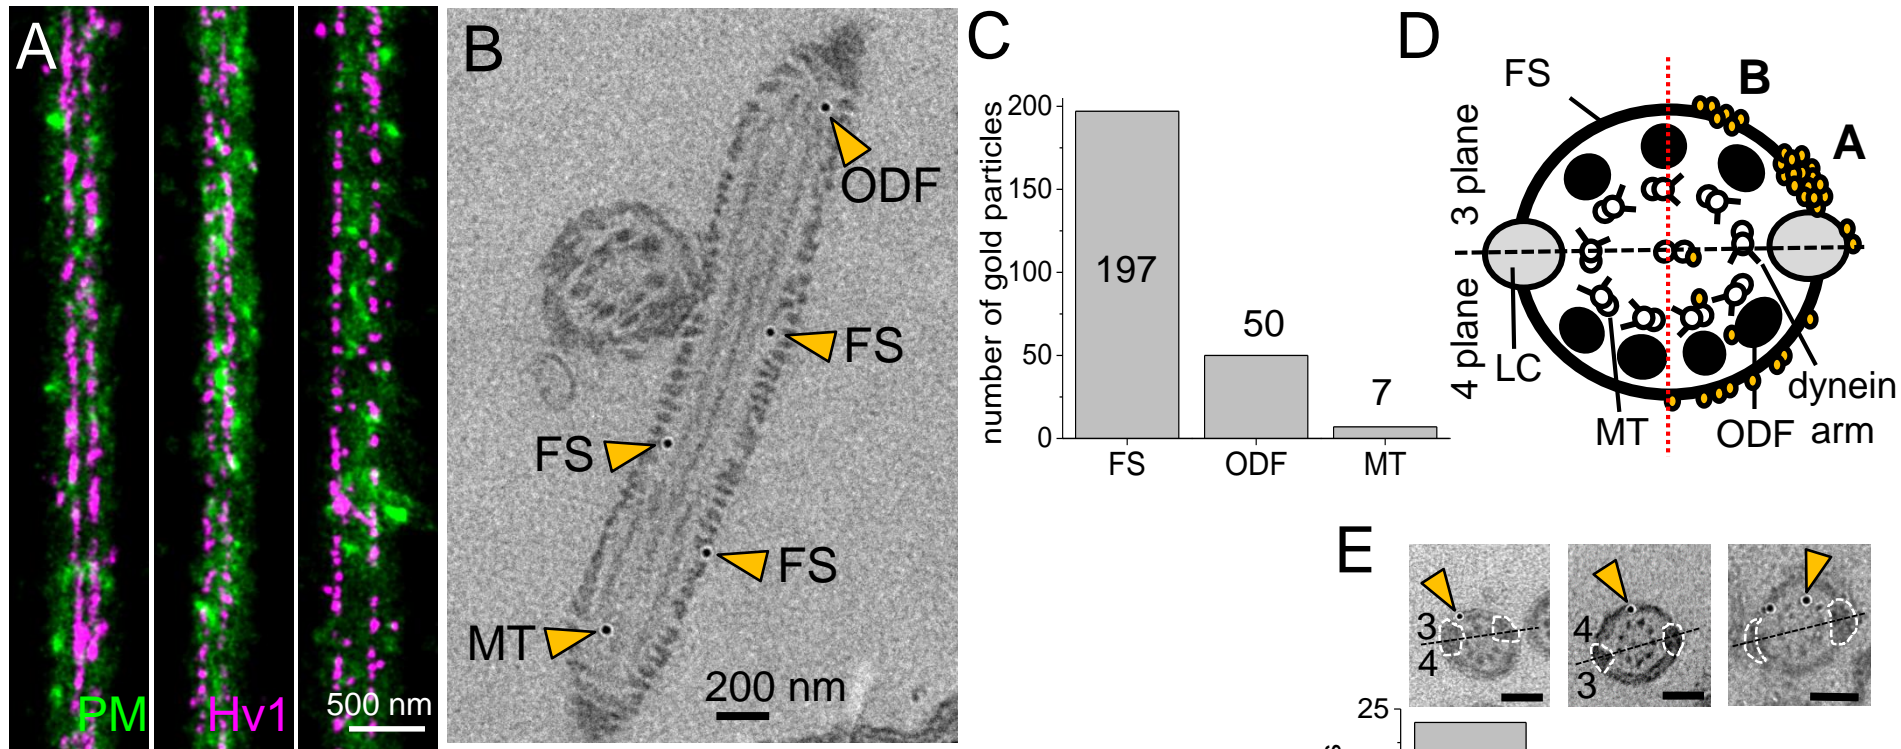 A
PM
Hv1
500 nm
B
ODF
FS
FS
FS
MT
200 nm
C
number of gold particles
200
150
100
50
0
197
50
7
FS
ODF
MT
D
FS
B
A
3 plane
4 plane
LC
MT
ODF
dynein
arm
E
3
4
4
3
25